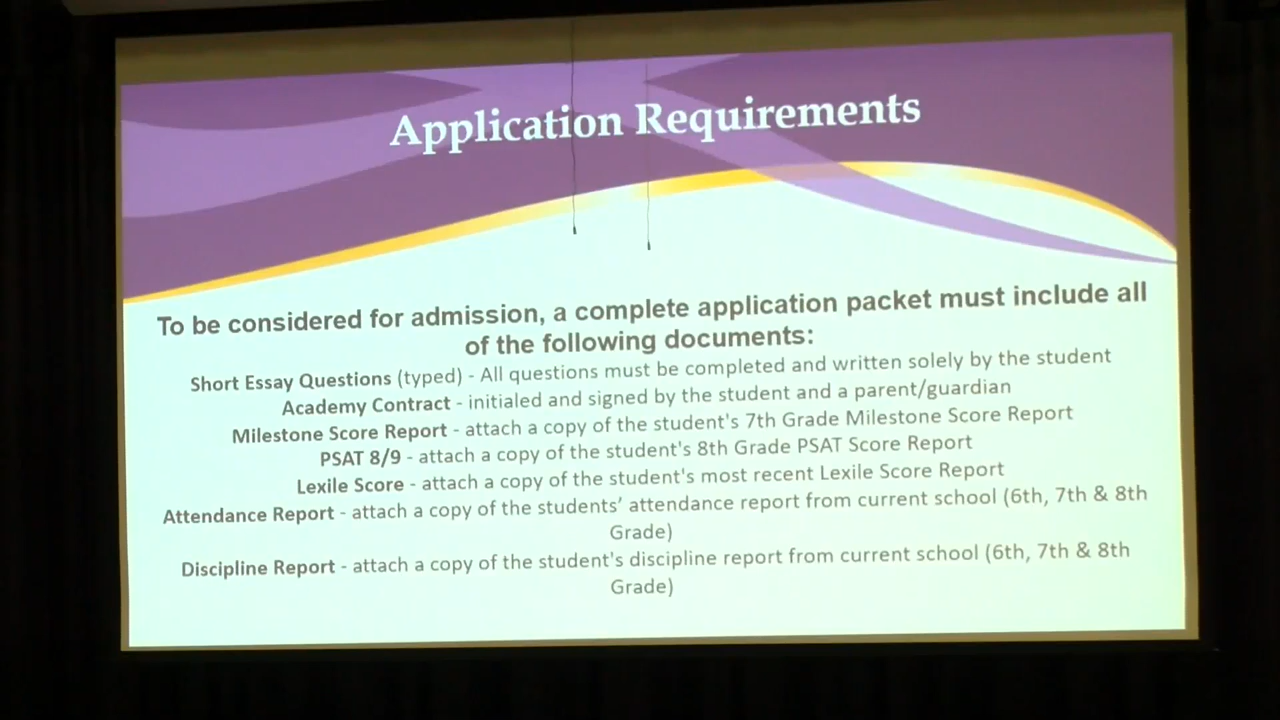 Application Requirements
To be considered for admission, a complete application packet must include all
of the following documents:
Short Essay Questions (typed) - All questions must be completed and written solely by the student
Academy Contract - initialed and signed by the student and a parent/guardian
Milestone Score Report - attach a copy of the student's 7th Grade Milestone Score Report
PSAT 8/9 - attach a copy of the student's 8th Grade PSAT Score Report
Lexile Score - attach a copy of the student's most recent Lexile Score Report
Attendance Report - attach a copy of the students’ attendance report from current school (6th, 7th & 8th
Grade)
Discipline Report - attach a copy of the student's discipline report from current school (6th, 7th & 8th
Grade)